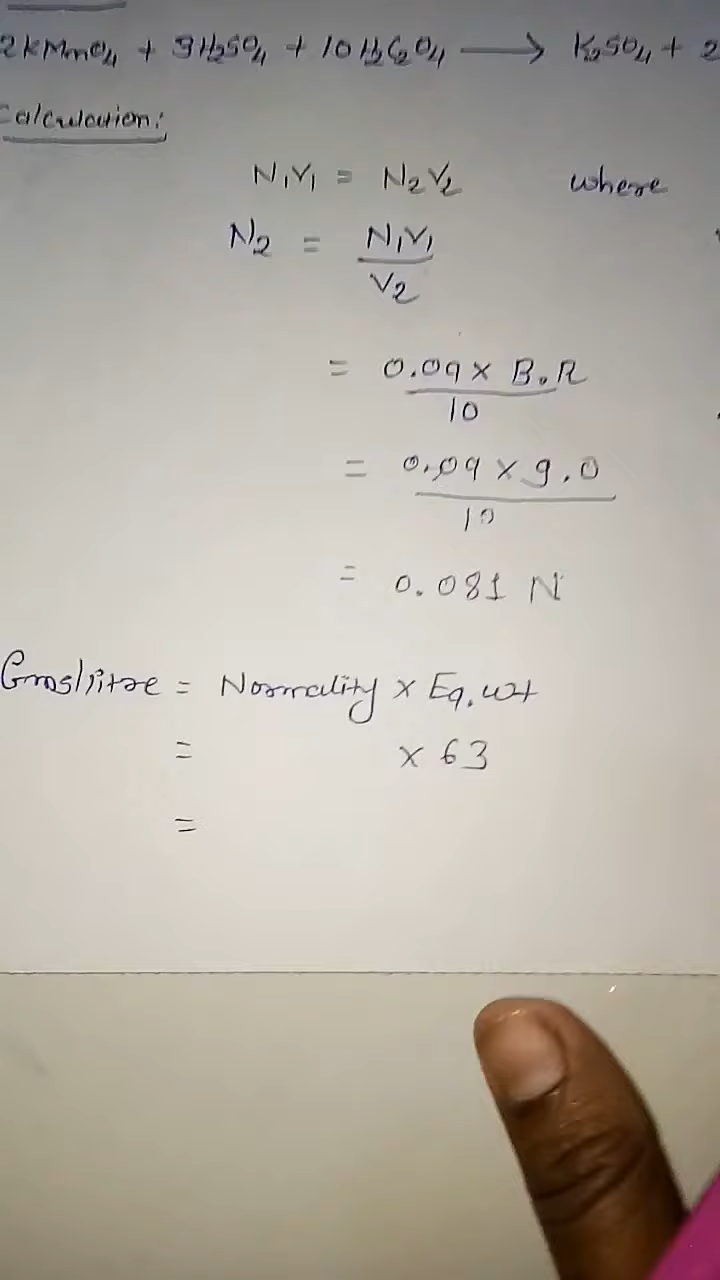 2KMnO4 + 3H2SO4 + 10H2C2O4 ⟶ K2SO4 + 2
Calculation:
N1V1 = N2V2 where
N2 = N1V1 / V2
= 0.09 × B.R / 10
= 0.09 × 9.0 / 10
= 0.081 N
Gms/litre = Normality × Eq.wt
= × 63
=